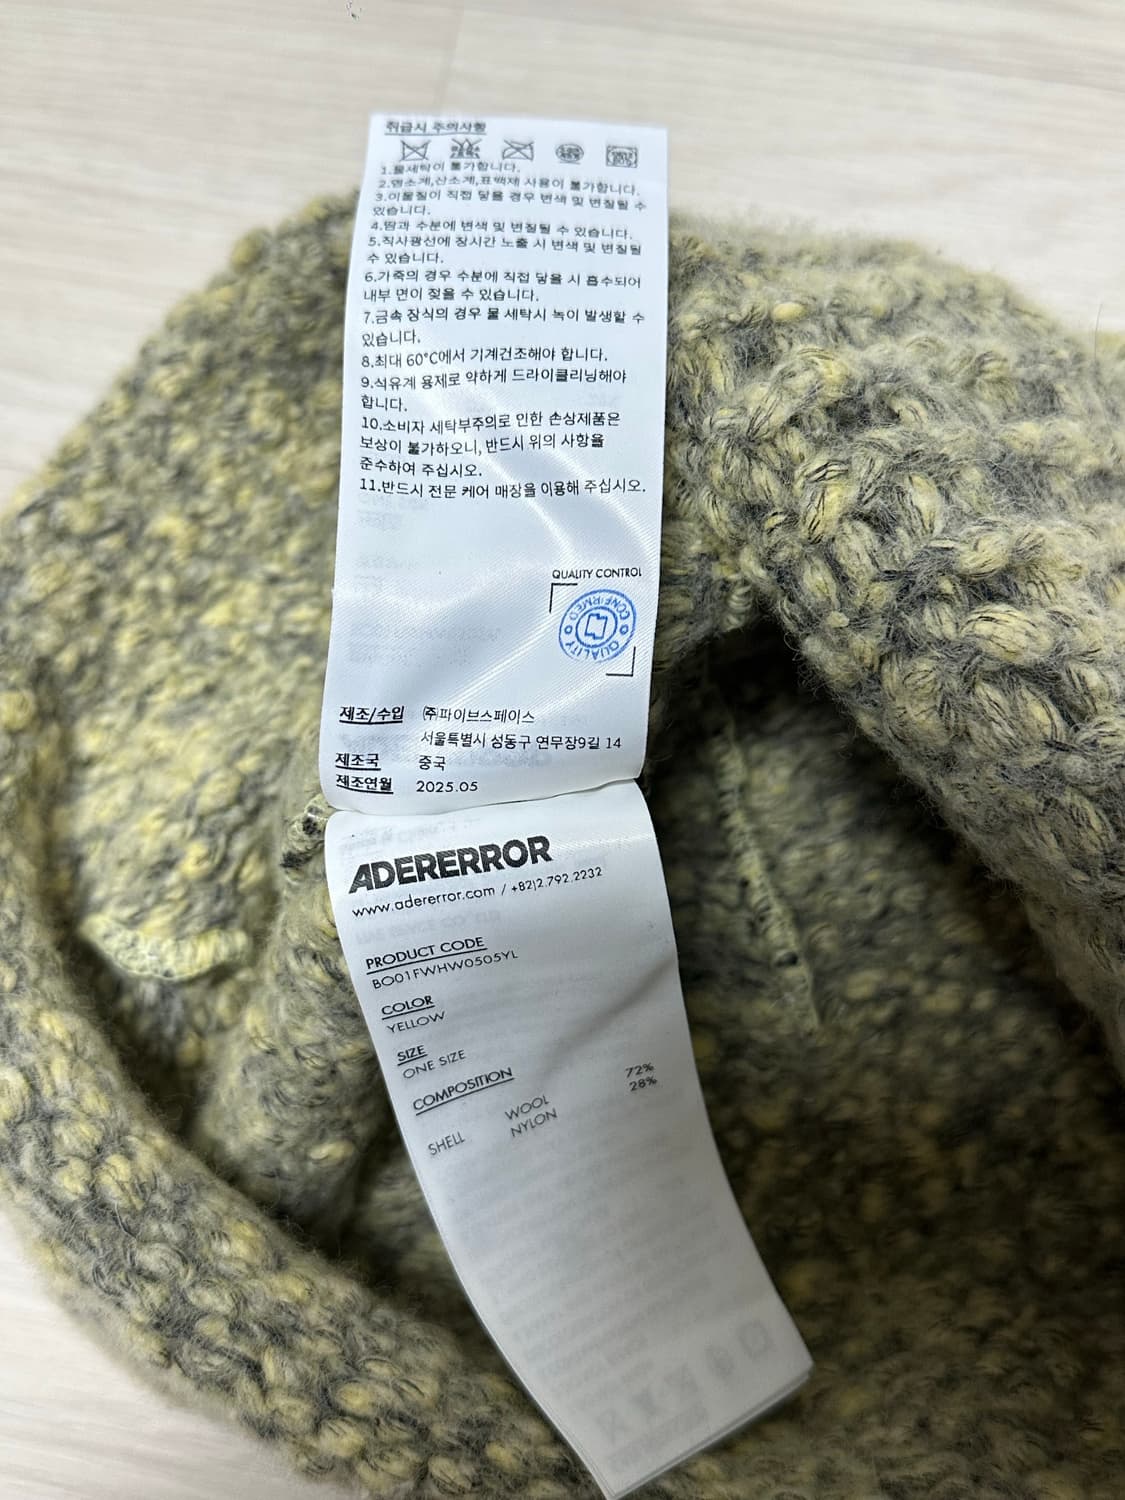 취급시 주의사항
1.물세탁이 불가합니다.
2.염소계,산소계,표백제 사용이 불가합니다.
3.이물질이 직접 닿을 경우 변색 및 변질될 수
있습니다.
4.땀과 수분에 변색 및 변질될 수 있습니다.
5.직사광선에 장시간 노출 시 변색 및 변질될
수 있습니다.
6.가죽의 경우 수분에 직접 닿을 시 흡수되어
내부 면이 젖을 수 있습니다.
7.금속 장식의 경우 물 세탁시 녹이 발생할 수
있습니다.
8.최대 60°C에서 기계건조해야 합니다.
9.석유계 용제로 약하게 드라이클리닝해야
합니다.
10.소비자 세탁부주의로 인한 손상제품은
보상이 불가하오니, 반드시 위의 사항을
준수하여 주십시오.
11.반드시 전문 케어 매장을 이용해 주십시오.
QUALITY CONTROL
CONFIRMED
QUALITY
제조/수입 ㈜파이브스페이스
서울특별시 성동구 연무장9길 14
제조국 중국
제조연월 2025.05
ADERERROR
www.adererror.com / +82)2.792.2232
PRODUCT CODE
BO01FWHW0505YL
COLOR
YELLOW
SIZE
ONE SIZE
COMPOSITION
SHELL WOOL 72%
NYLON 28%